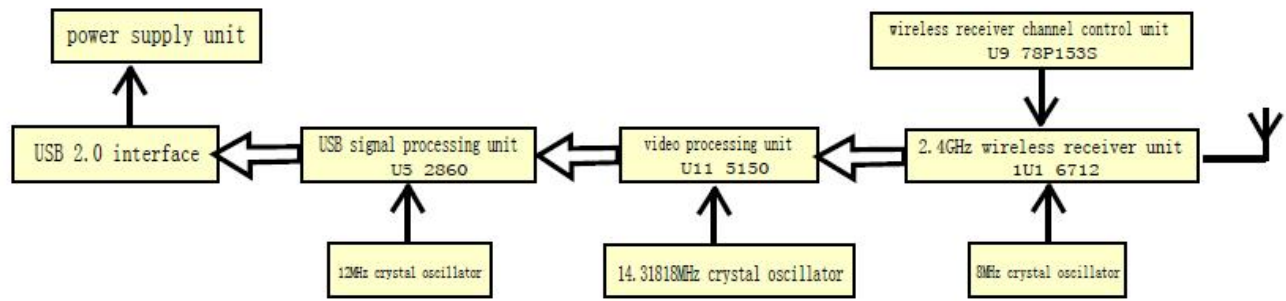 power supply unit
wireless receiver channel control unit
U9 78P153S
USB 2.0 interface
USB signal processing unit
U5 2860
video processing unit
U11 5150
2.4GHz wireless receiver unit
1U1 6712
12MHz crystal oscillator
14.31818MHz crystal oscillator
8MHz crystal oscillator